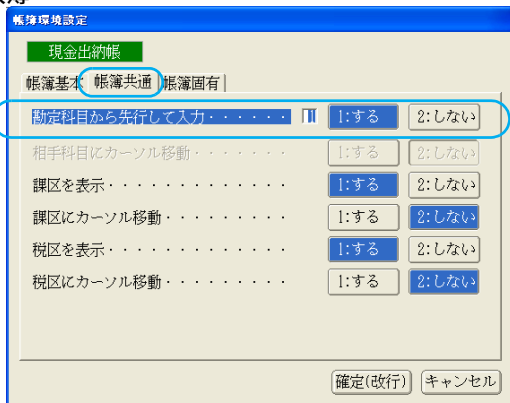 帳簿環境設定
現金出納帳
帳簿基本 帳簿共通 帳簿固有
勘定科目から先行して入力・・・・・・ 1 1:する 2:しない
相手科目にカーソル移動・・・・・・・ 1:する 2:しない
課区を表示・・・・・・・・・・・・・ 1:する 2:しない
課区にカーソル移動・・・・・・・・・ 1:する 2:しない
税区を表示・・・・・・・・・・・・・ 1:する 2:しない
税区にカーソル移動・・・・・・・・・ 1:する 2:しない
確定(改行) キャンセル